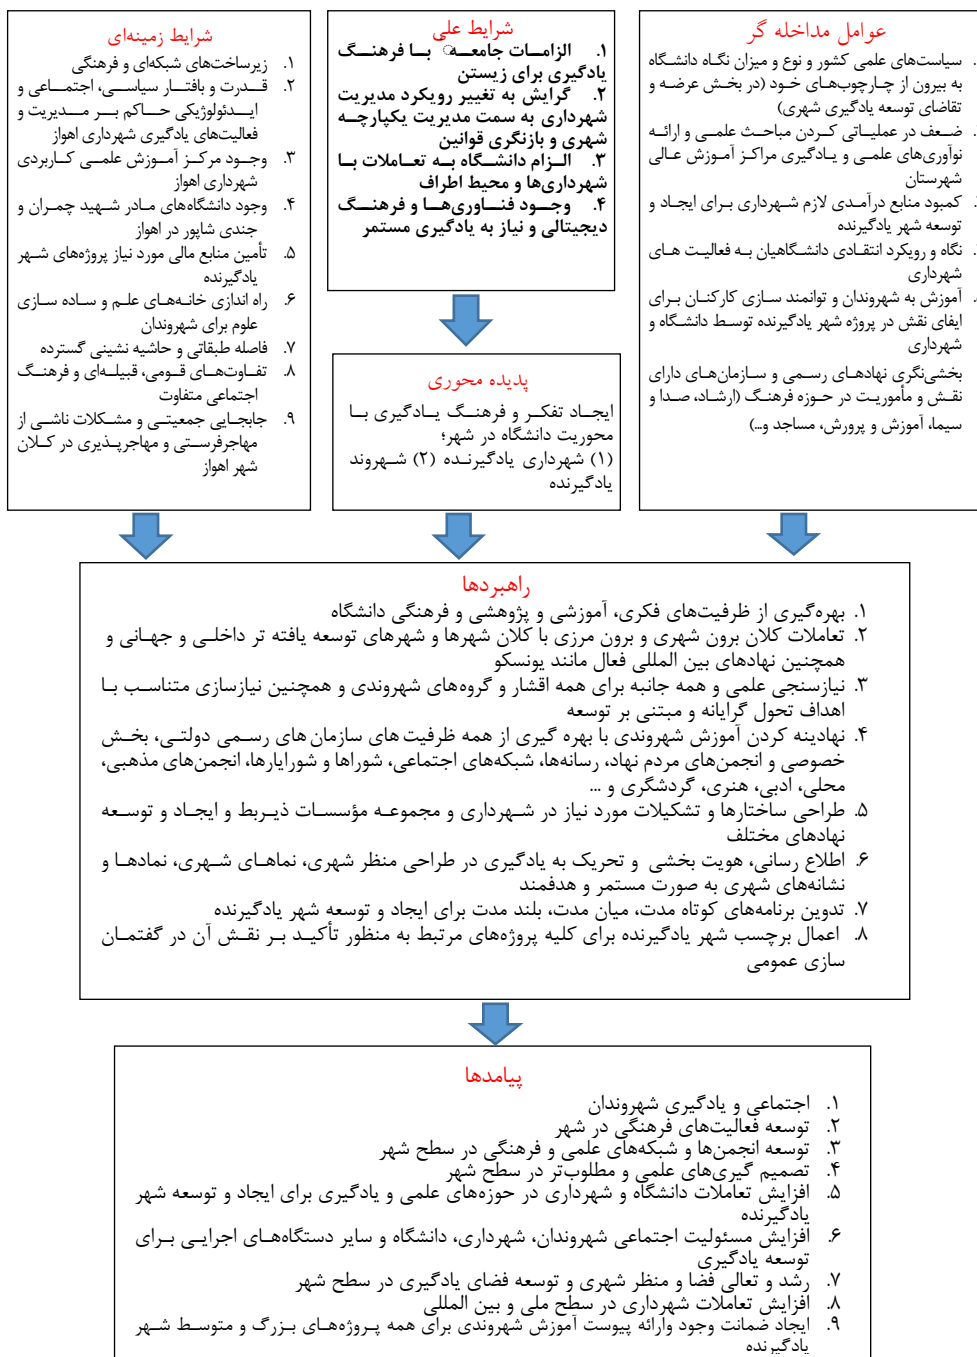 عوامل مداخله گر
سیاست‌های علمی کشور و نوع و میزان نگاه دانشگاه
به بیرون از چارچوب‌های خود (در بخش عرضه و
تقاضای توسعه یادگیری شهری)
ضعف در عملیاتی کردن مباحث علمی و ارائه
نوآوری‌های علمی و یادگیری مراکز آموزش عالی
شهرستان
کمبود منابع درآمدی لازم شهرداری برای ایجاد و
توسعه شهر یادگیرنده
نگاه و رویکرد انتقادی دانشگاهیان به فعالیت های
شهرداری
آموزش به شهروندان و توانمند سازی کارکنان برای
ایفای نقش در پروژه شهر یادگیرنده توسط دانشگاه و
شهرداری
بخشی‌نگری نهادهای رسمی و سازمان‌های دارای
نقش و مأموریت در حوزه فرهنگ (ارشاد، صدا و
سیما، آموزش و پرورش، مساجد و...)
شرایط علی
۱. الزامات جامعهٔ با فرهنگ
یادگیری برای زیستن
۲. گرایش به تغییر رویکرد مدیریت
شهرداری به سمت مدیریت یکپارچه
شهری و بازنگری قوانین
۳. الزام دانشگاه به تعاملات با
شهرداری‌ها و محیط اطراف
۴. وجود فناوری‌ها و فرهنگ
دیجیتالی و نیاز به یادگیری مستمر
شرایط زمینه‌ای
۱. زیرساخت‌های شبکه‌ای و فرهنگی
۲. قدرت و بافتار سیاسی، اجتماعی و
ایدئولوژیکی حاکم بر مدیریت و
فعالیت‌های یادگیری شهرداری اهواز
۳. وجود مرکز آموزش علمی کاربردی
شهرداری اهواز
۴. وجود دانشگاه‌های مادر شهید چمران و
جندی شاپور در اهواز
۵. تأمین منابع مالی مورد نیاز پروژه‌های شهر
یادگیرنده
۶. راه اندازی خانه‌های علم و ساده سازی
علوم برای شهروندان
۷. فاصله طبقاتی و حاشیه نشینی گسترده
۸. تفاوت‌های قومی، قبیله‌ای و فرهنگ
اجتماعی متفاوت
۹. جابجایی جمعیتی و مشکلات ناشی از
مهاجرفرستی و مهاجرپذیری در کلان
شهر اهواز
پدیده محوری
ایجاد تفکر و فرهنگ یادگیری با
محوریت دانشگاه در شهر؛
(۱) شهرداری یادگیرنده (۲) شهروند
یادگیرنده
راهبردها
۱. بهره‌گیری از ظرفیت‌های فکری، آموزشی و پژوهشی و فرهنگی دانشگاه
۲. تعاملات کلان برون شهری و برون مرزی با کلان شهرها و شهرهای توسعه یافته تر داخلی و جهانی و
همچنین نهادهای بین المللی فعال مانند یونسکو
۳. نیازسنجی علمی و همه جانبه برای همه اقشار و گروه‌های شهروندی و همچنین نیازسازی متناسب با
اهداف تحول گرایانه و مبتنی بر توسعه
۴. نهادینه کردن آموزش شهروندی با بهره گیری از همه ظرفیت های سازمان های رسمی دولتی، بخش
خصوصی و انجمن‌های مردم نهاد، رسانه‌ها، شبکه‌های اجتماعی، شوراها و شورایارها، انجمن‌های مذهبی،
محلی، ادبی، هنری، گردشگری و ...
۵. طراحی ساختارها و تشکیلات مورد نیاز در شهرداری و مجموعه مؤسسات ذیربط و ایجاد و توسعه
نهادهای مختلف
۶. اطلاع رسانی، هویت بخشی و تحریک به یادگیری در طراحی منظر شهری، نماهای شهری، نمادها و
نشانه‌های شهری به صورت مستمر و هدفمند
۷. تدوین برنامه‌های کوتاه مدت، میان مدت، بلند مدت برای ایجاد و توسعه شهر یادگیرنده
۸. اعمال برچسب شهر یادگیرنده برای کلیه پروژه‌های مرتبط به منظور تأکید بر نقش آن در گفتمان
سازی عمومی
پیامدها
۱. اجتماعی و یادگیری شهروندان
۲. توسعه فعالیت‌های فرهنگی در شهر
۳. توسعه انجمن‌ها و شبکه‌های علمی و فرهنگی در سطح شهر
۴. تصمیم گیری‌های علمی و مطلوب‌تر در سطح شهر
۵. افزایش تعاملات دانشگاه و شهرداری در حوزه‌های علمی و یادگیری برای ایجاد و توسعه شهر
یادگیرنده
۶. افزایش مسئولیت اجتماعی شهروندان، شهرداری، دانشگاه و سایر دستگاه‌های اجرایی برای
توسعه یادگیری
۷. رشد و تعالی فضا و منظر شهری و توسعه فضای یادگیری در سطح شهر
۸. افزایش تعاملات شهرداری در سطح ملی و بین المللی
۹. ایجاد ضمانت وجود وارائه پیوست آموزش شهروندی برای همه پروژه‌های بزرگ و متوسط شهر
یادگیرنده